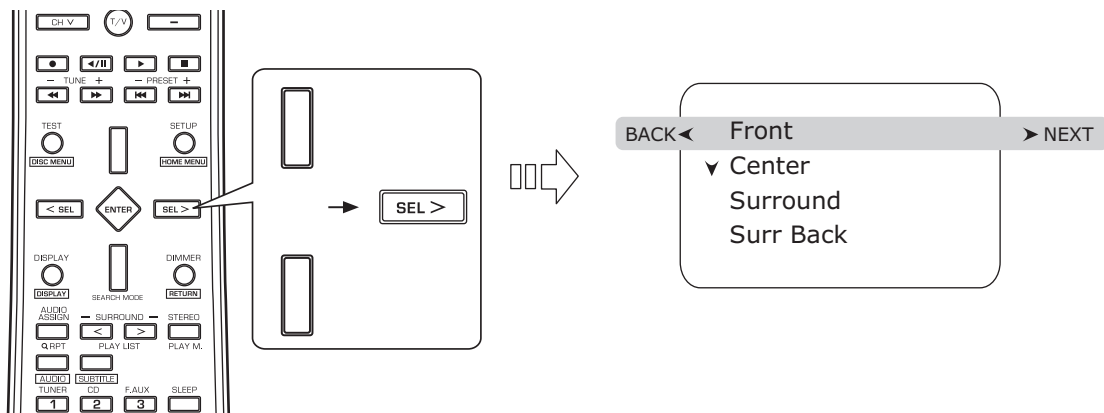 CH ∨ T/V −
●  ◄/II ► ■
− TUNE + − PRESET +
◄◄ ►► I◄◄ ►►I
TEST SETUP
DISC MENU HOME MENU
< SEL ENTER SEL >
DISPLAY DIMMER
DISPLAY SEARCH MODE RETURN
AUDIO
ASSIGN − SURROUND − STEREO
< >
Q.RPT PLAY LIST PLAY M.
AUDIO SUBTITLE
TUNER CD F.AUX SLEEP
1 2 3
SEL >
BACK Front NEXT
Center
Surround
Surr Back